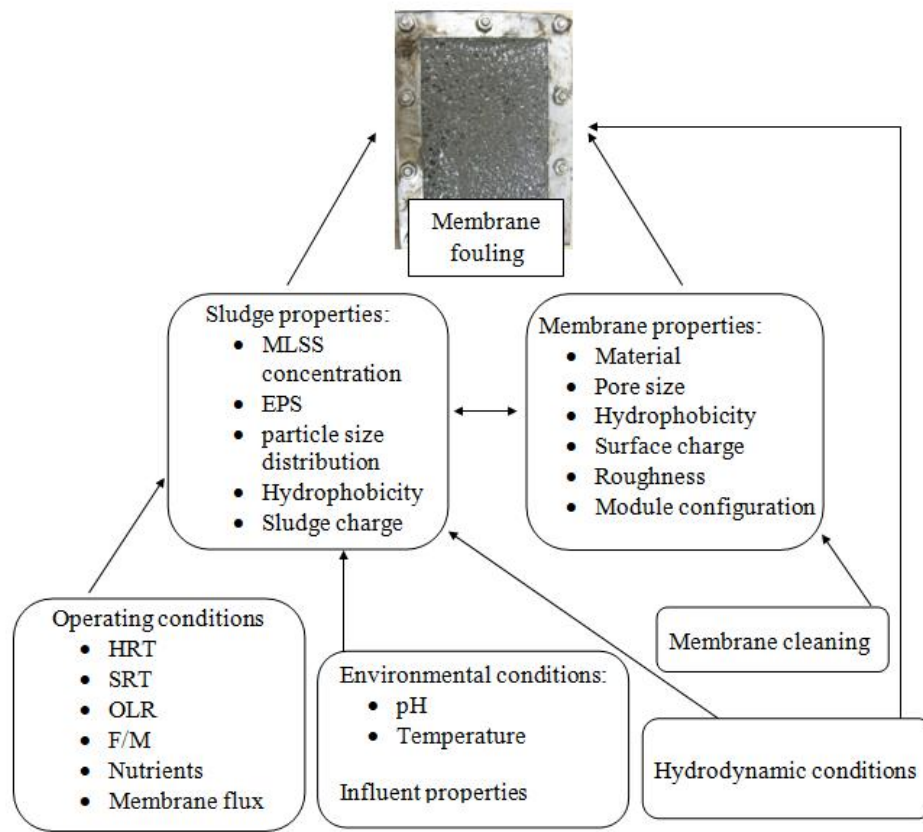 Membrane
fouling
Sludge properties:
• MLSS
concentration
• EPS
• particle size
distribution
• Hydrophobicity
• Sludge charge
Membrane properties:
• Material
• Pore size
• Hydrophobicity
• Surface charge
• Roughness
• Module configuration
Operating conditions
• HRT
• SRT
• OLR
• F/M
• Nutrients
• Membrane flux
Environmental conditions:
• pH
• Temperature
Influent properties
Membrane cleaning
Hydrodynamic conditions